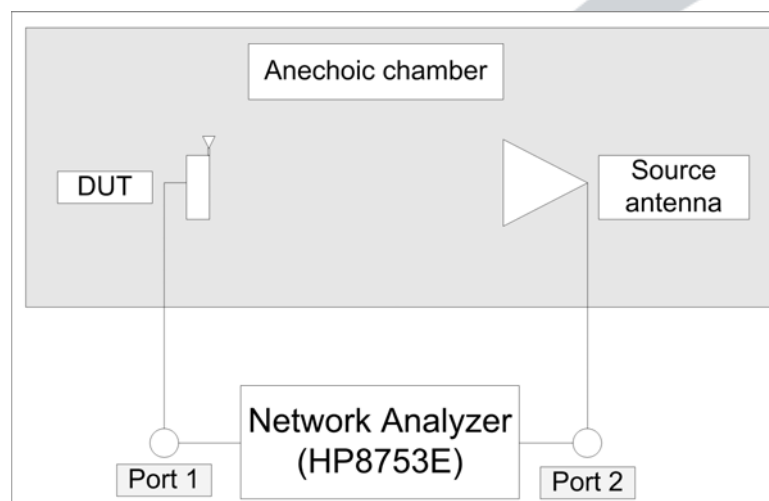 Anechoic chamber
DUT
Source
antenna
Network Analyzer
(HP8753E)
Port 1
Port 2